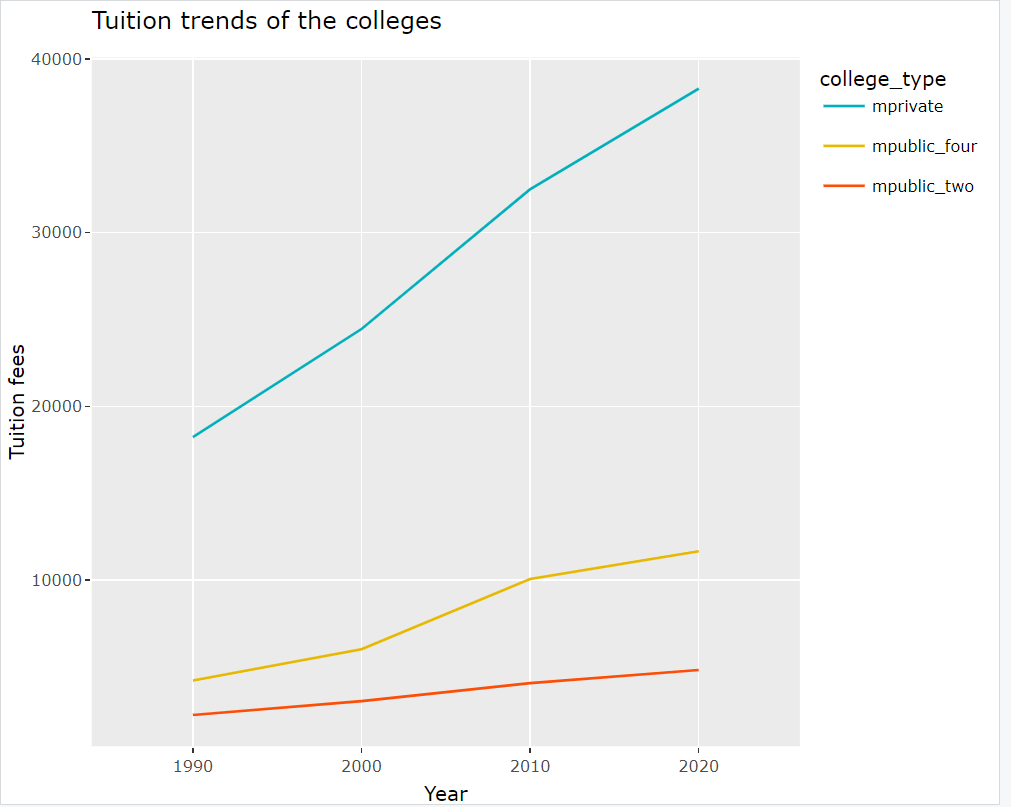 Tuition trends of the colleges
40000
30000
20000
10000
Tuition fees
1990 2000 2010 2020
Year
college_type
mprivate
mpublic_four
mpublic_two